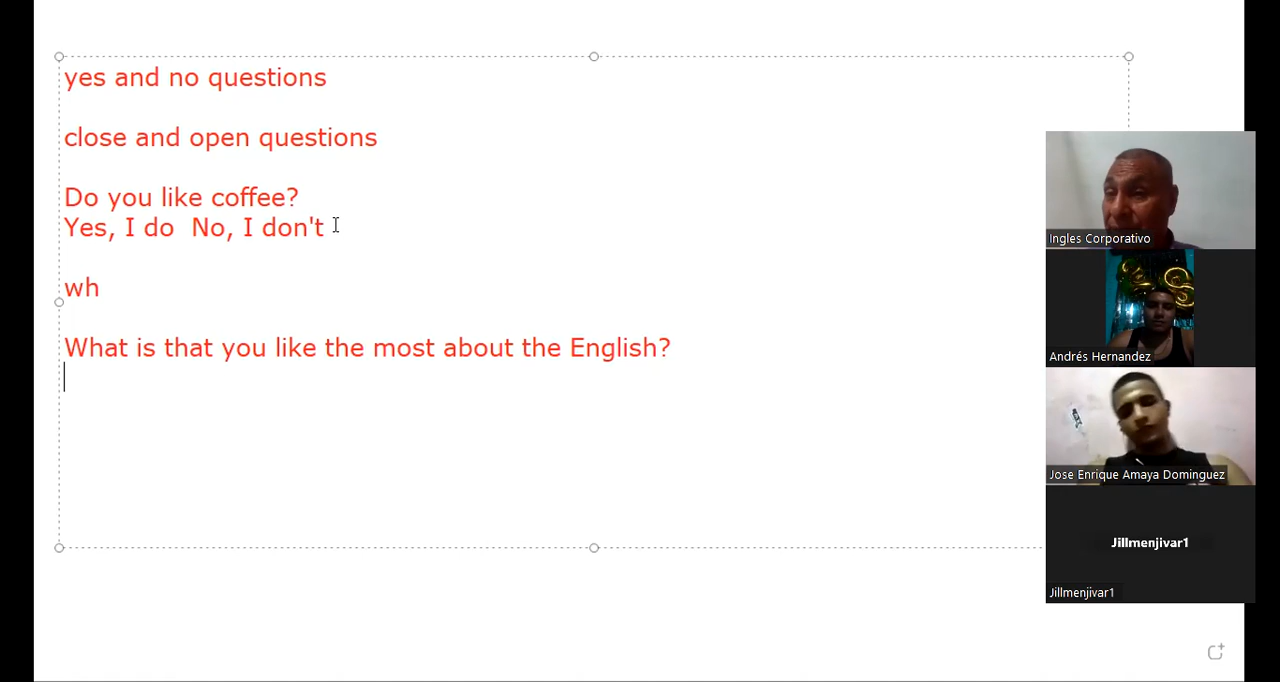 yes and no questions
close and open questions
Do you like coffee?
Yes, I do  No, I don't
wh
What is that you like the most about the English?
Ingles Corporativo
Andrés Hernandez
Jose Enrique Amaya Dominguez
Jillmenjivar1
Jillmenjivar1